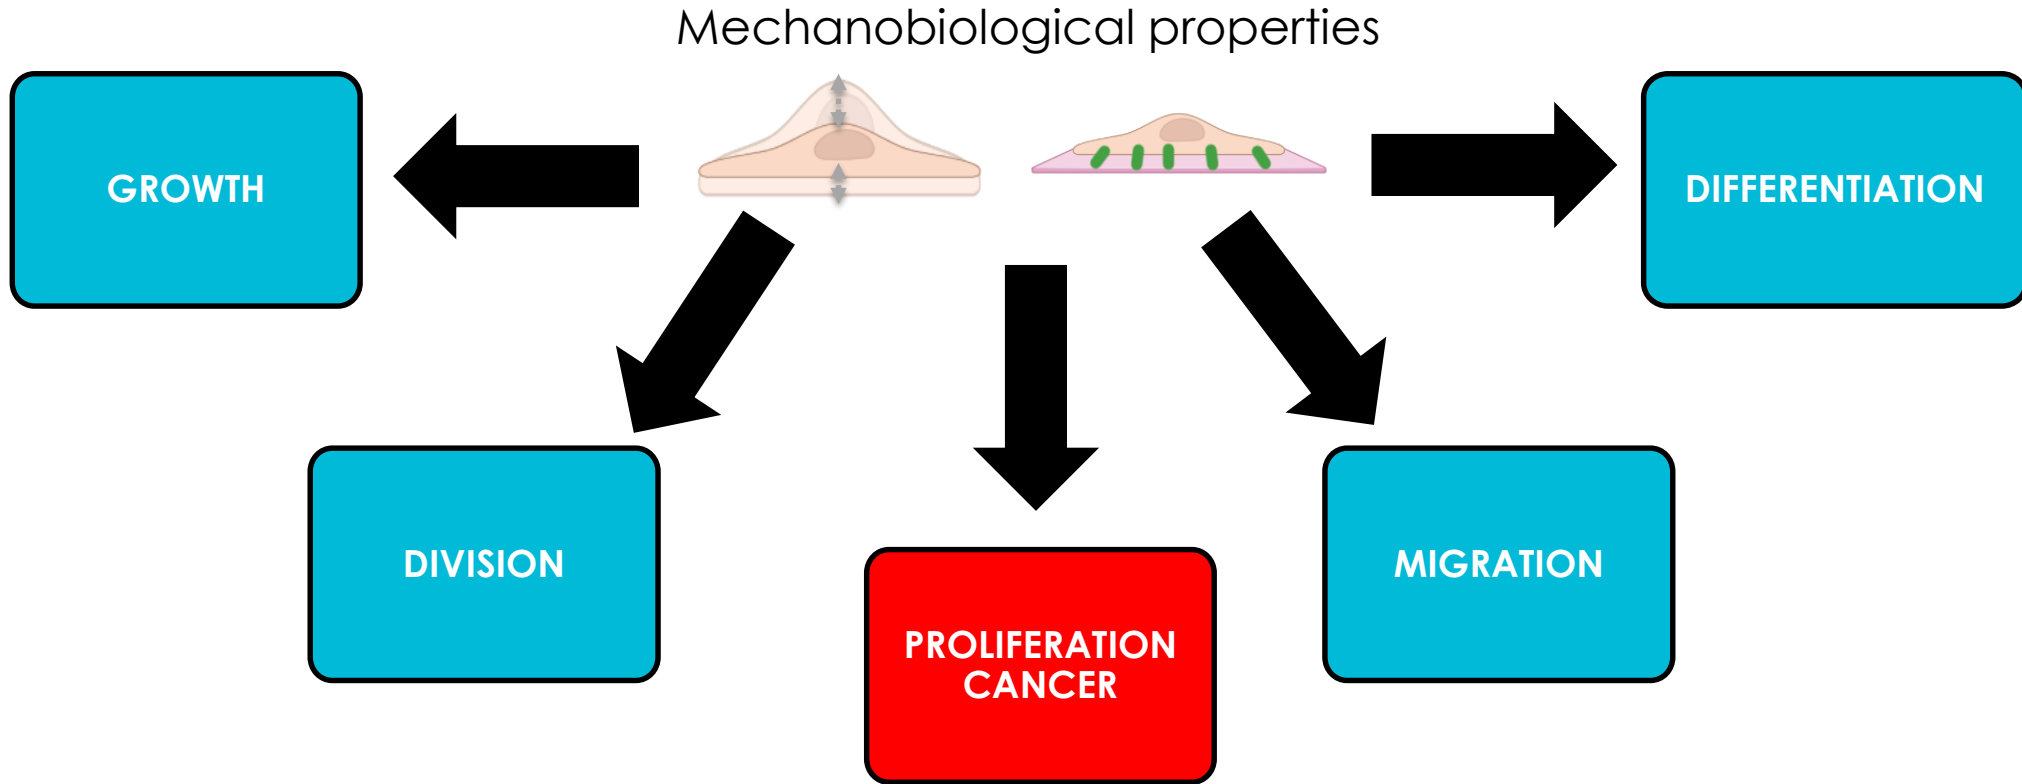 Mechanobiological properties
GROWTH
DIFFERENTIATION
DIVISION
MIGRATION
PROLIFERATION
CANCER